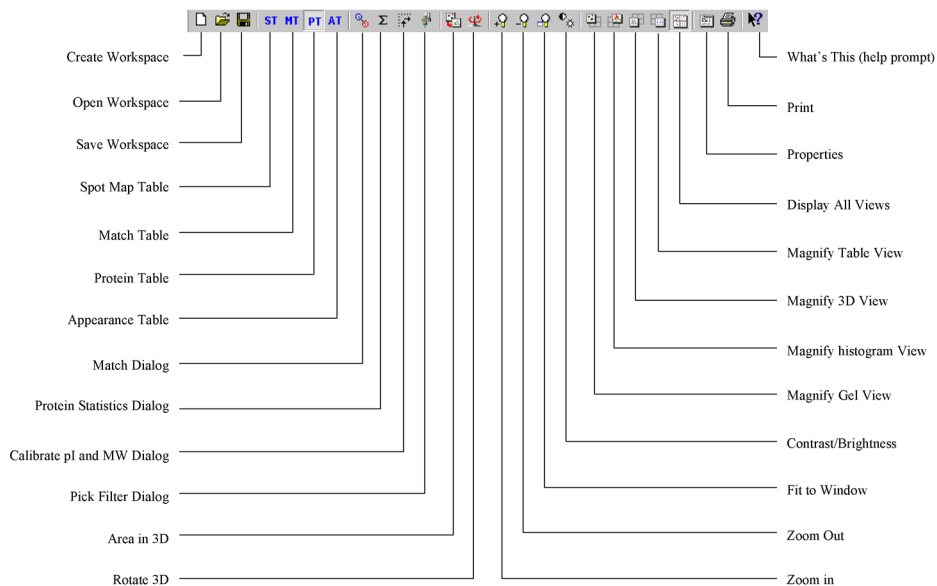 ST MT PT AT Σ ?
Create Workspace
Open Workspace
Save Workspace
Spot Map Table
Match Table
Protein Table
Appearance Table
Match Dialog
Protein Statistics Dialog
Calibrate pI and MW Dialog
Pick Filter Dialog
Area in 3D
Rotate 3D
What's This (help prompt)
Print
Properties
Display All Views
Magnify Table View
Magnify 3D View
Magnify histogram View
Magnify Gel View
Contrast/Brightness
Fit to Window
Zoom Out
Zoom in